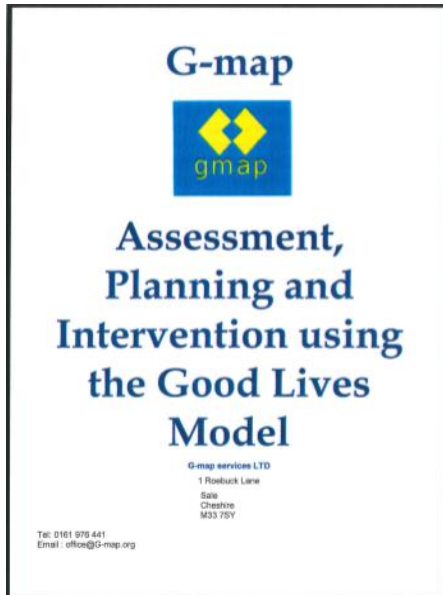 G-map
gmap
Assessment,
Planning and
Intervention using
the Good Lives
Model
G-map services LTD
1 Roebuck Lane
Sale
Cheshire
M33 7SY
Tel: 0161 976 441
Email : office@G-map.org